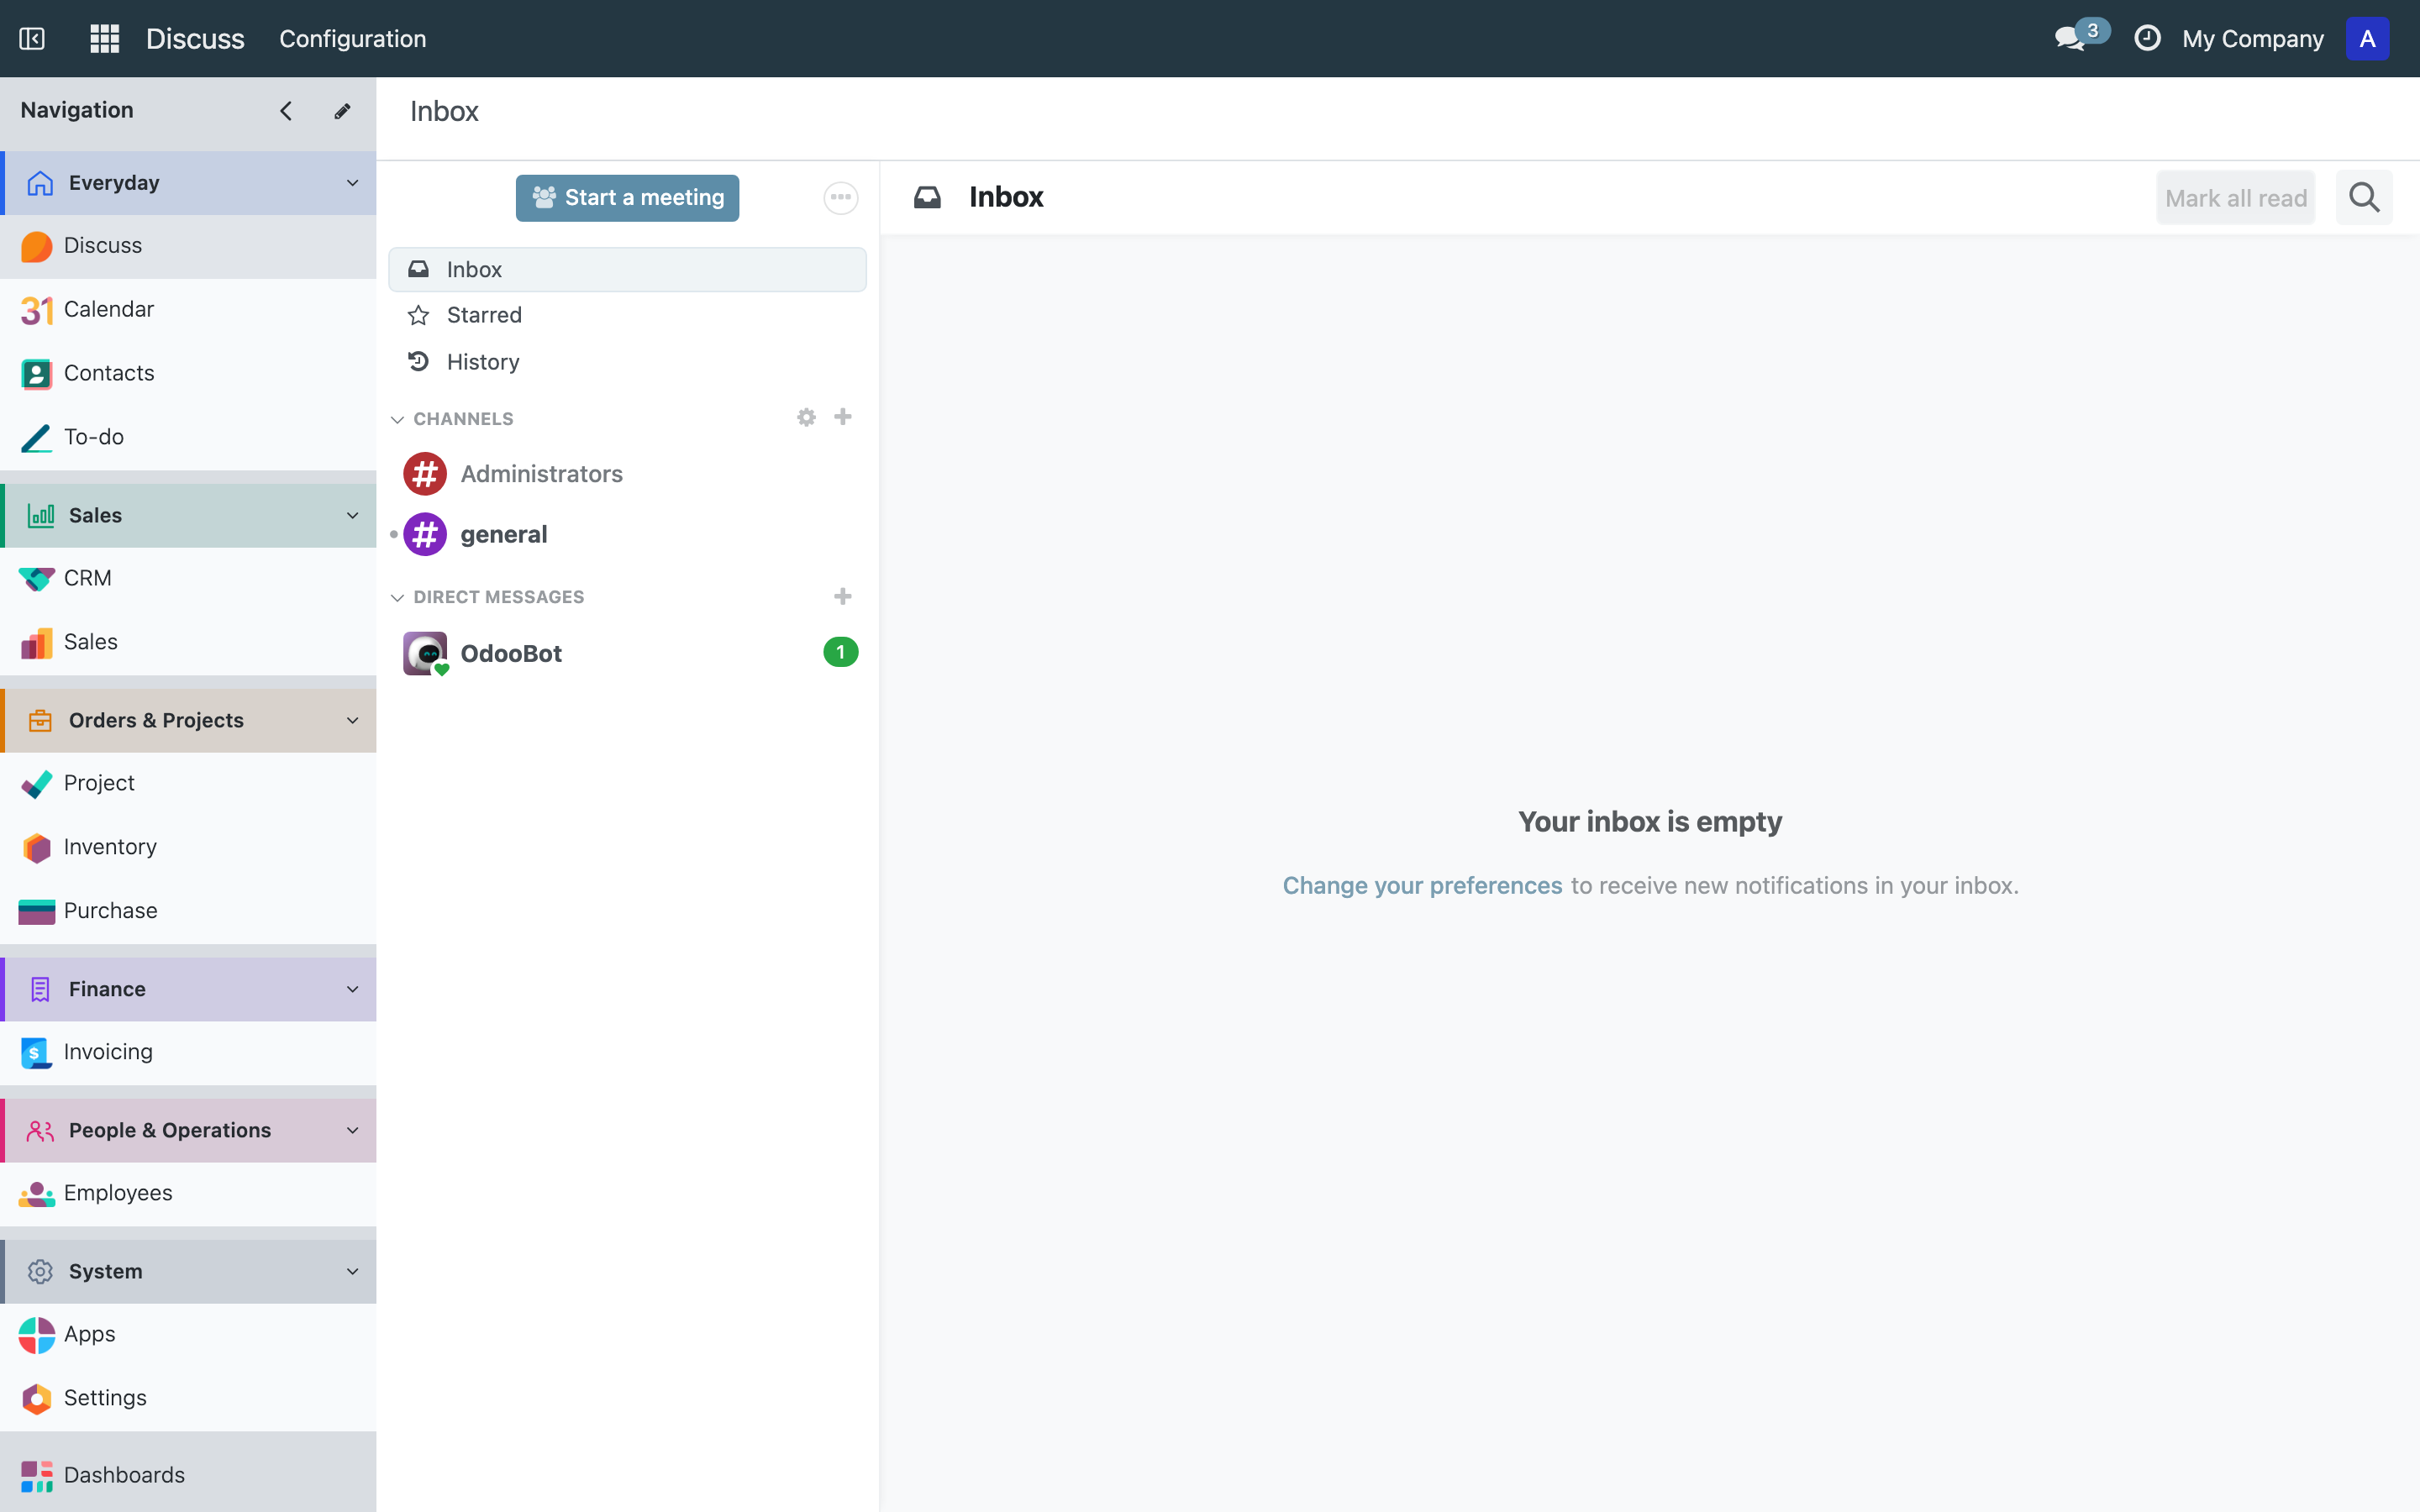 Discuss
Configuration
3
My Company
A
Navigation
Everyday
Discuss
31 Calendar
Contacts
To-do
Sales
CRM
Sales
Orders & Projects
Project
Inventory
Purchase
Finance
$ Invoicing
People & Operations
Employees
System
Apps
Settings
Dashboards
Inbox
Start a meeting
Inbox
Starred
History
CHANNELS
# Administrators
# general
DIRECT MESSAGES
OdooBot 1
Inbox
Mark all read
Your inbox is empty
Change your preferences to receive new notifications in your inbox.